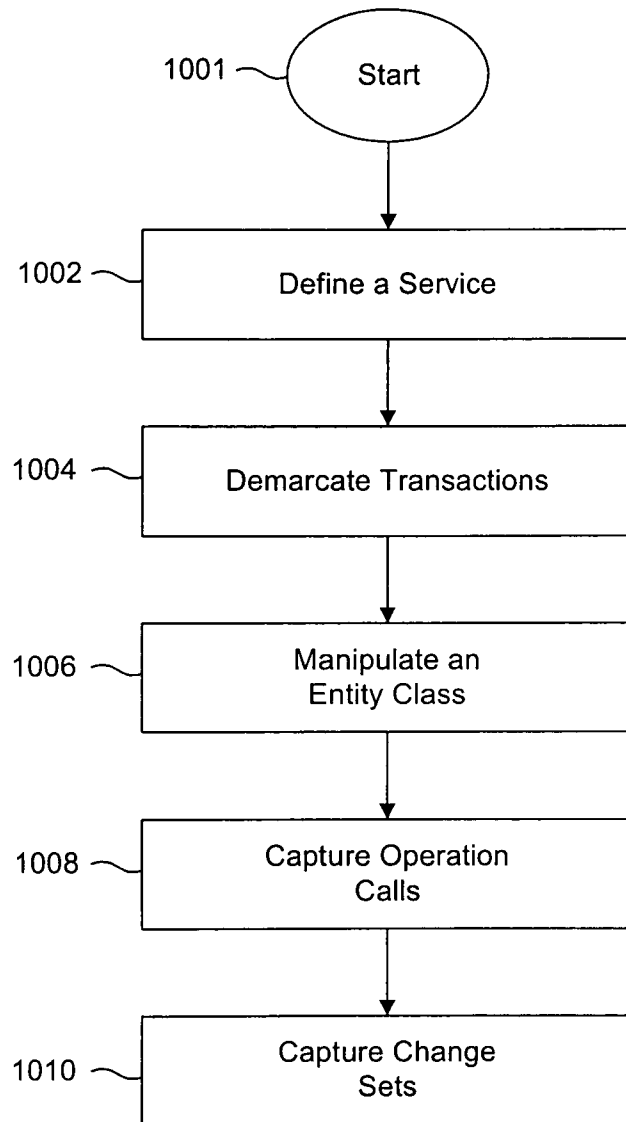 1001
Start
1002
Define a Service
1004
Demarcate Transactions
1006
Manipulate an
Entity Class
1008
Capture Operation
Calls
1010
Capture Change
Sets